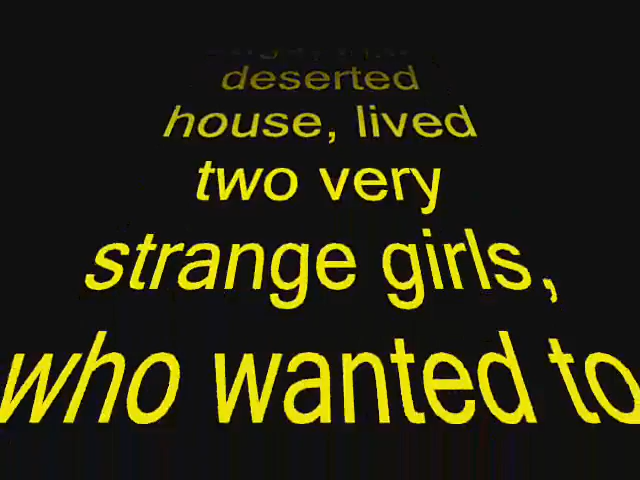 deserted
house, lived
two very
strange girls,
who wanted to